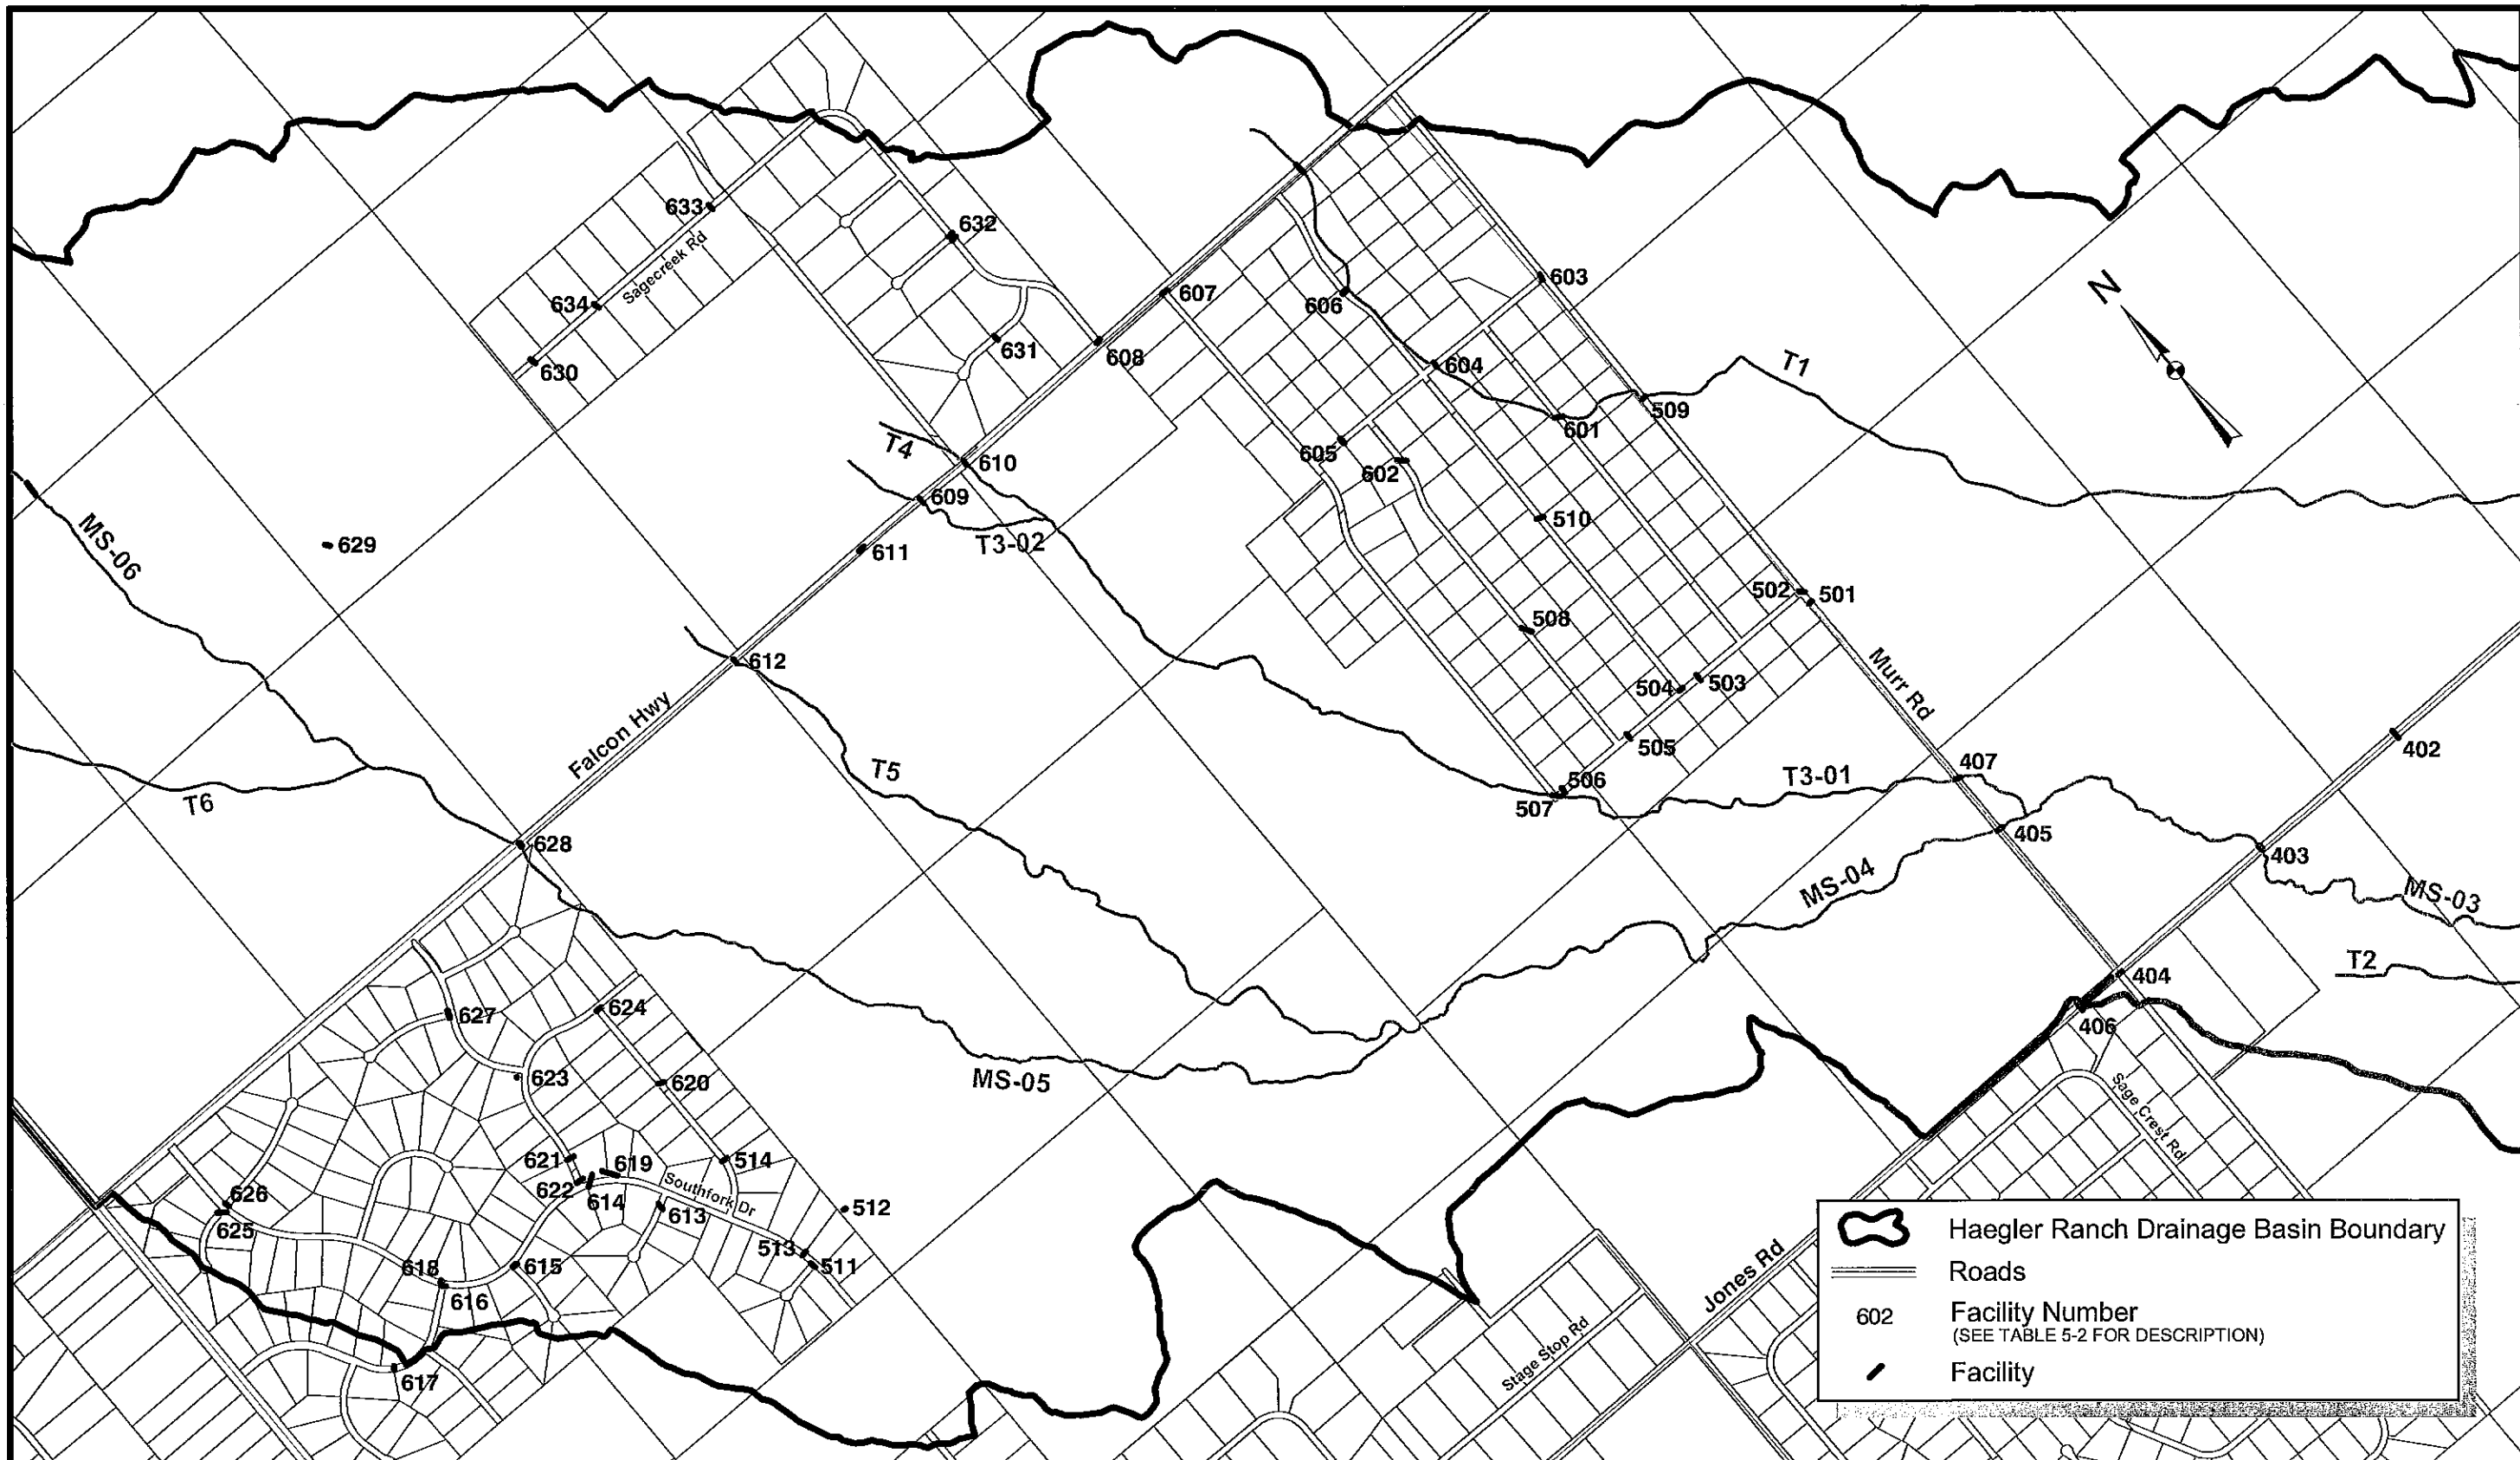 632
633
Sagecreek Rd
634
630
631
607
608
606
603
604
T1
509
601
605
602
510
N
T4
610
609
T3-02
611
MS-06
629
612
Falcon Hwy
T5
T6
628
502
501
508
504
503
505
506
507
Murr Rd
T3-01
407
402
405
403
MS-04
MS-03
T2
404
406
Sage Crest Rd
627
624
623
620
MS-05
621
619
514
622
614
Southfork Dr
613
512
626
625
513
511
618
615
616
617
Jones Rd
Stage Stop Rd
Haegler Ranch Drainage Basin Boundary
Roads
602
Facility Number
(SEE TABLE 5-2 FOR DESCRIPTION)
Facility